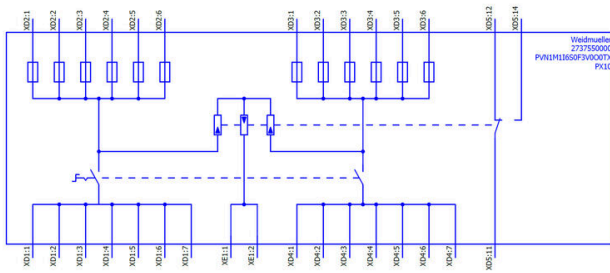 XD2:1
XD2:2
XD2:3
XD2:4
XD2:5
XD2:6
XD3:1
XD3:2
XD3:3
XD3:4
XD3:5
XD3:6
XD5:12
XD5:14
Weidmueller
2737550000
PVN1M1I6S0F3V0O0TX
PX10
XD1:1
XD1:2
XD1:3
XD1:4
XD1:5
XD1:6
XD1:7
XE1:1
XE1:2
XD4:1
XD4:2
XD4:3
XD4:4
XD4:5
XD4:6
XD4:7
XD5:11